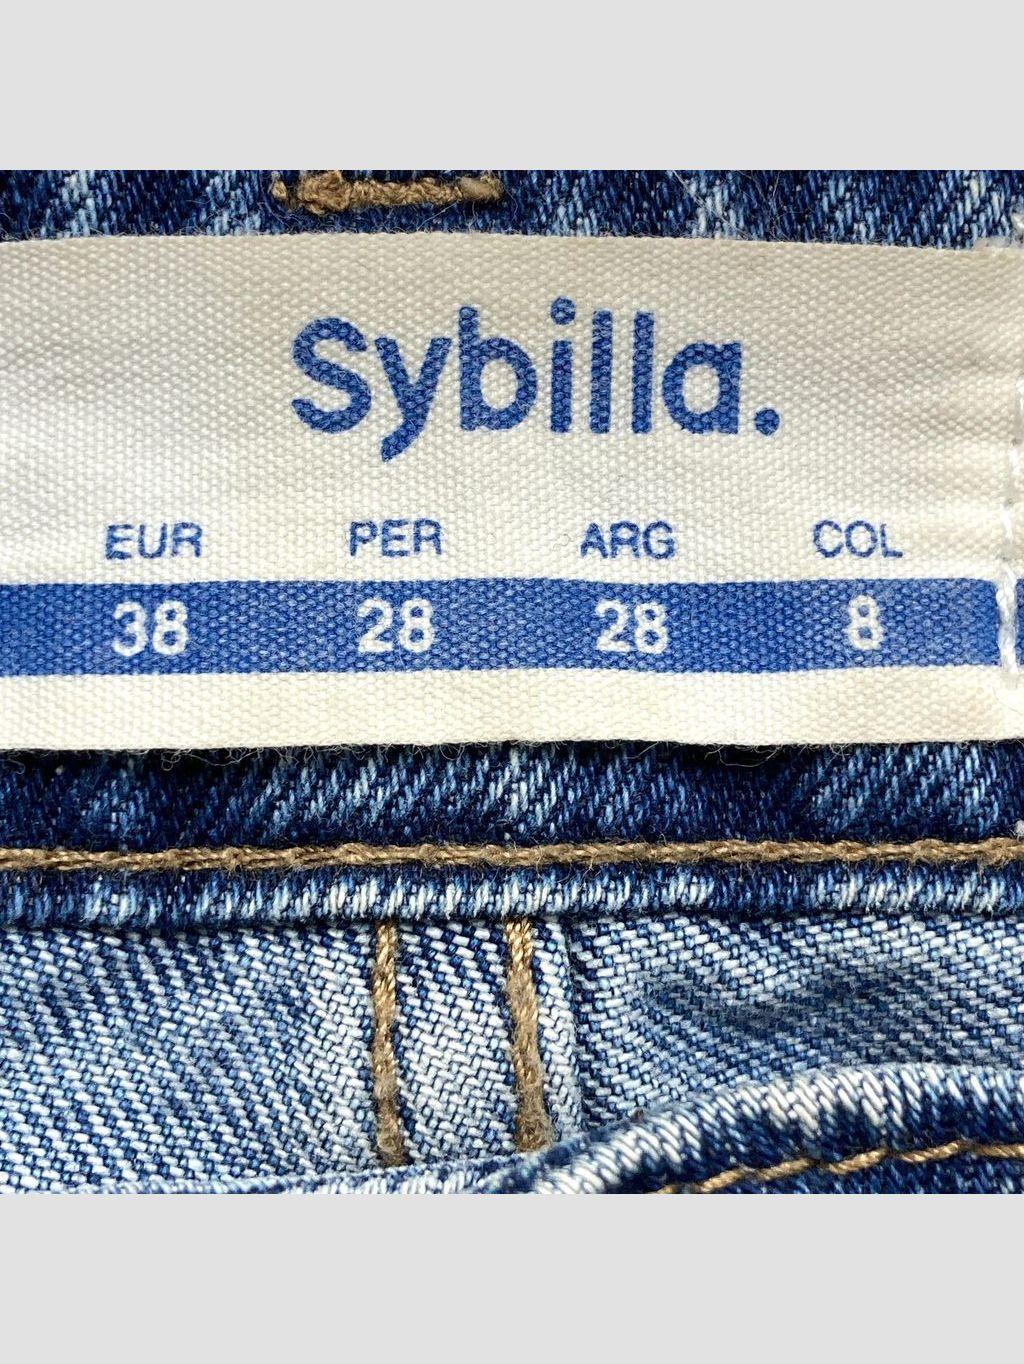 Sybilla.
EUR PER ARG COL
38 28 28 8